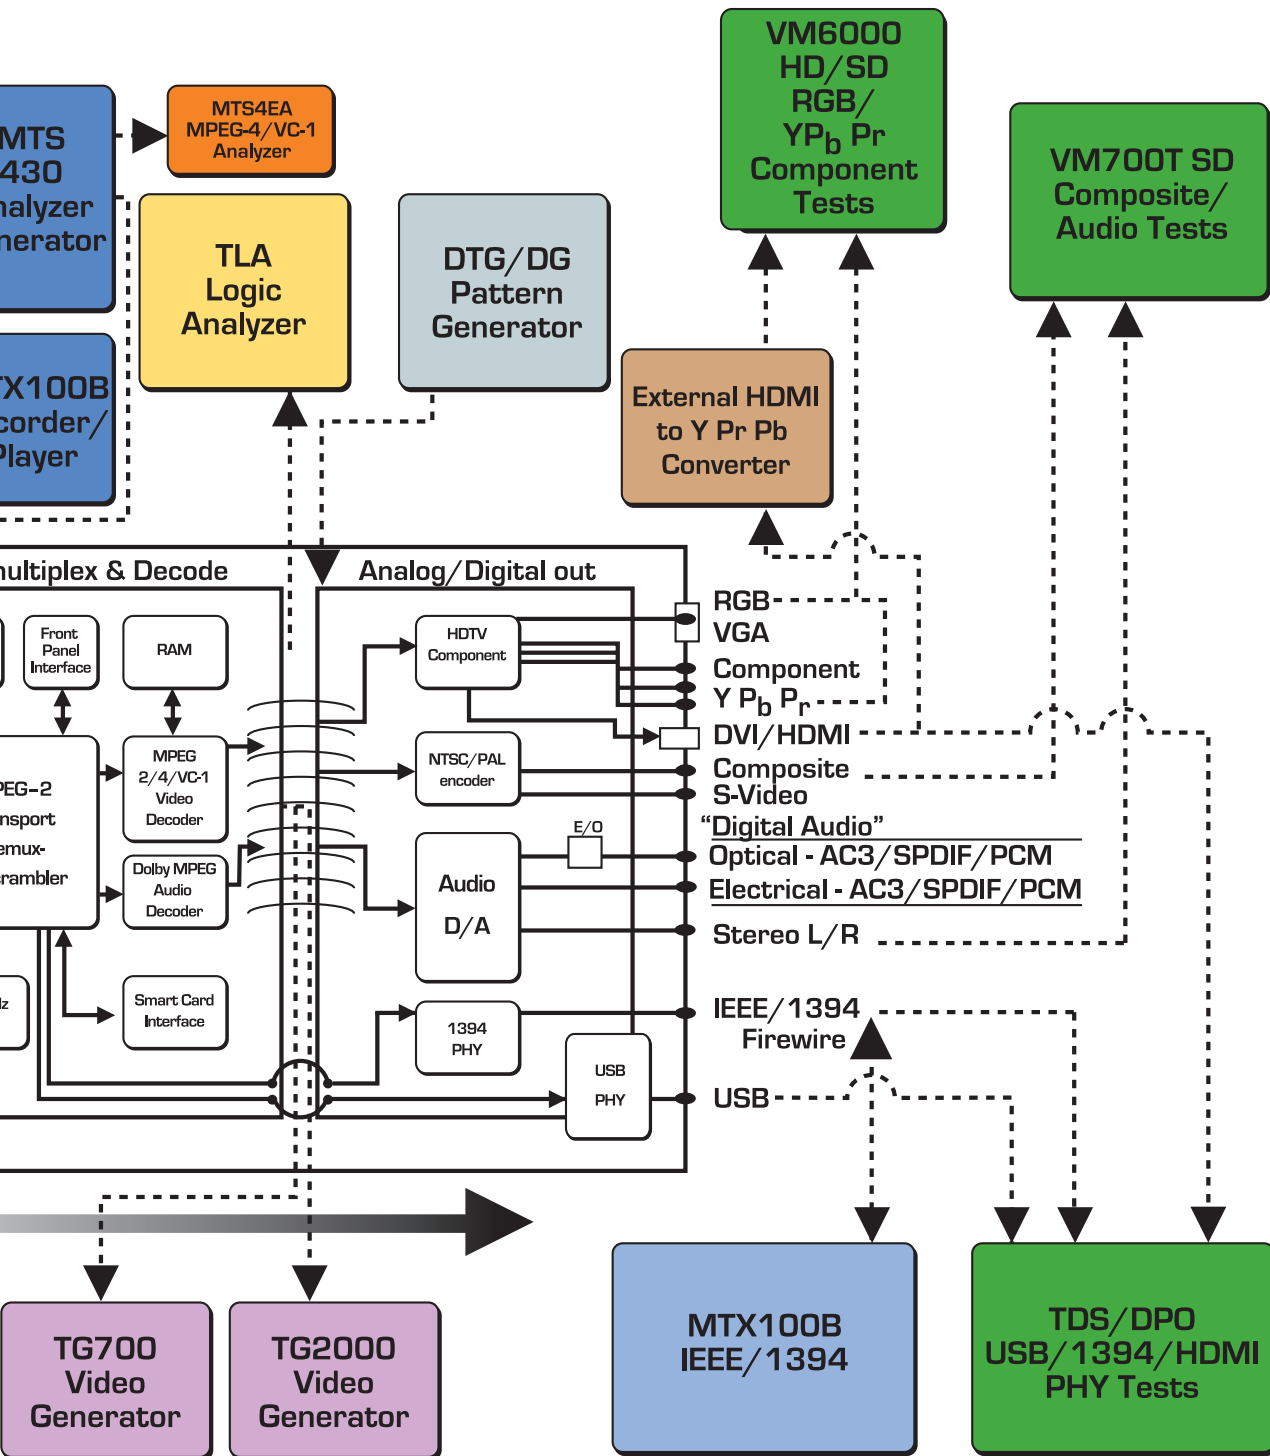 VM6000
HD/SD
RGB/
YPb Pr
Component
Tests
MTS
430
nalyzer
nerator
MTS4EA
MPEG-4/VC-1
Analyzer
VM700T SD
Composite/
Audio Tests
TLA
Logic
Analyzer
DTG/DG
Pattern
Generator
TX100B
corder/
Player
External HDMI
to Y Pr Pb
Converter
nultiplex & Decode
Analog/Digital out
Front
Panel
Interface
RAM
HDTV
Component
RGB
VGA
Component
Y Pb Pr
DVI/HDMI
Composite
S-Video
"Digital Audio"
Optical - AC3/SPDIF/PCM
Electrical - AC3/SPDIF/PCM
Stereo L/R
PEG-2
nsport
emux-
rambler
MPEG
2/4/VC-1
Video
Decoder
NTSC/PAL
encoder
E/O
Dolby MPEG
Audio
Decoder
Audio
D/A
Iz
Smart Card
Interface
1394
PHY
USB
PHY
IEEE/1394
Firewire
USB
TG700
Video
Generator
TG2000
Video
Generator
MTX100B
IEEE/1394
TDS/DPO
USB/1394/HDMI
PHY Tests